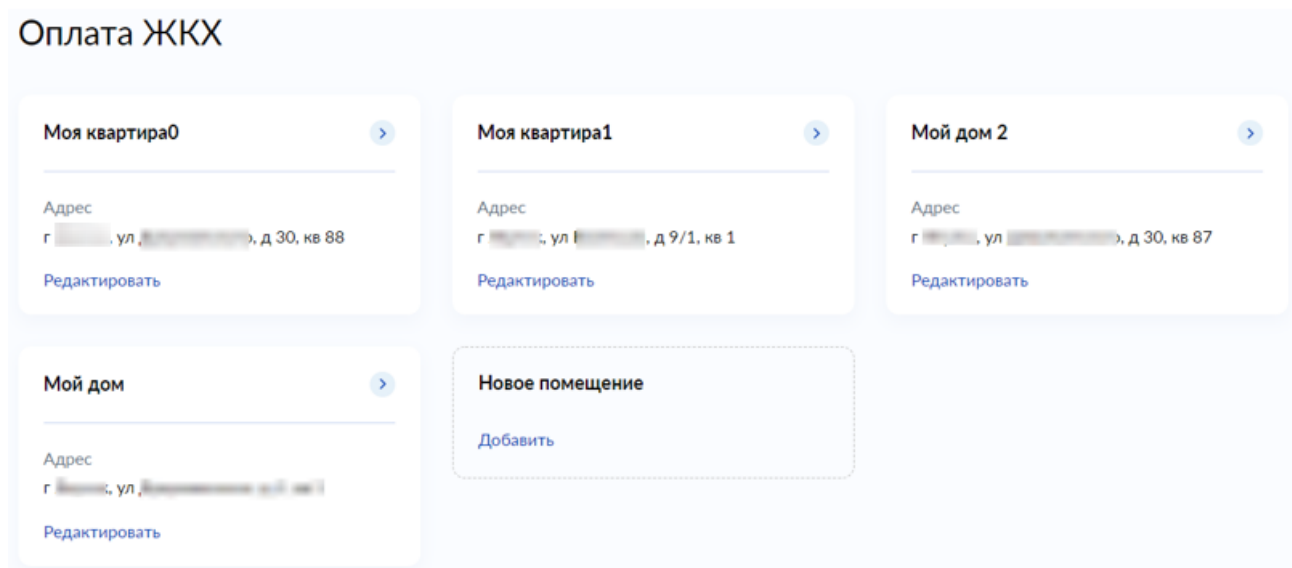 Оплата ЖКХ
Моя квартира0
Адрес
г , ул , д 30, кв 88
Редактировать
Моя квартира1
Адрес
г , ул , д 9/1, кв 1
Редактировать
Мой дом 2
Адрес
г , ул , д 30, кв 87
Редактировать
Мой дом
Адрес
г , ул
Редактировать
Новое помещение
Добавить